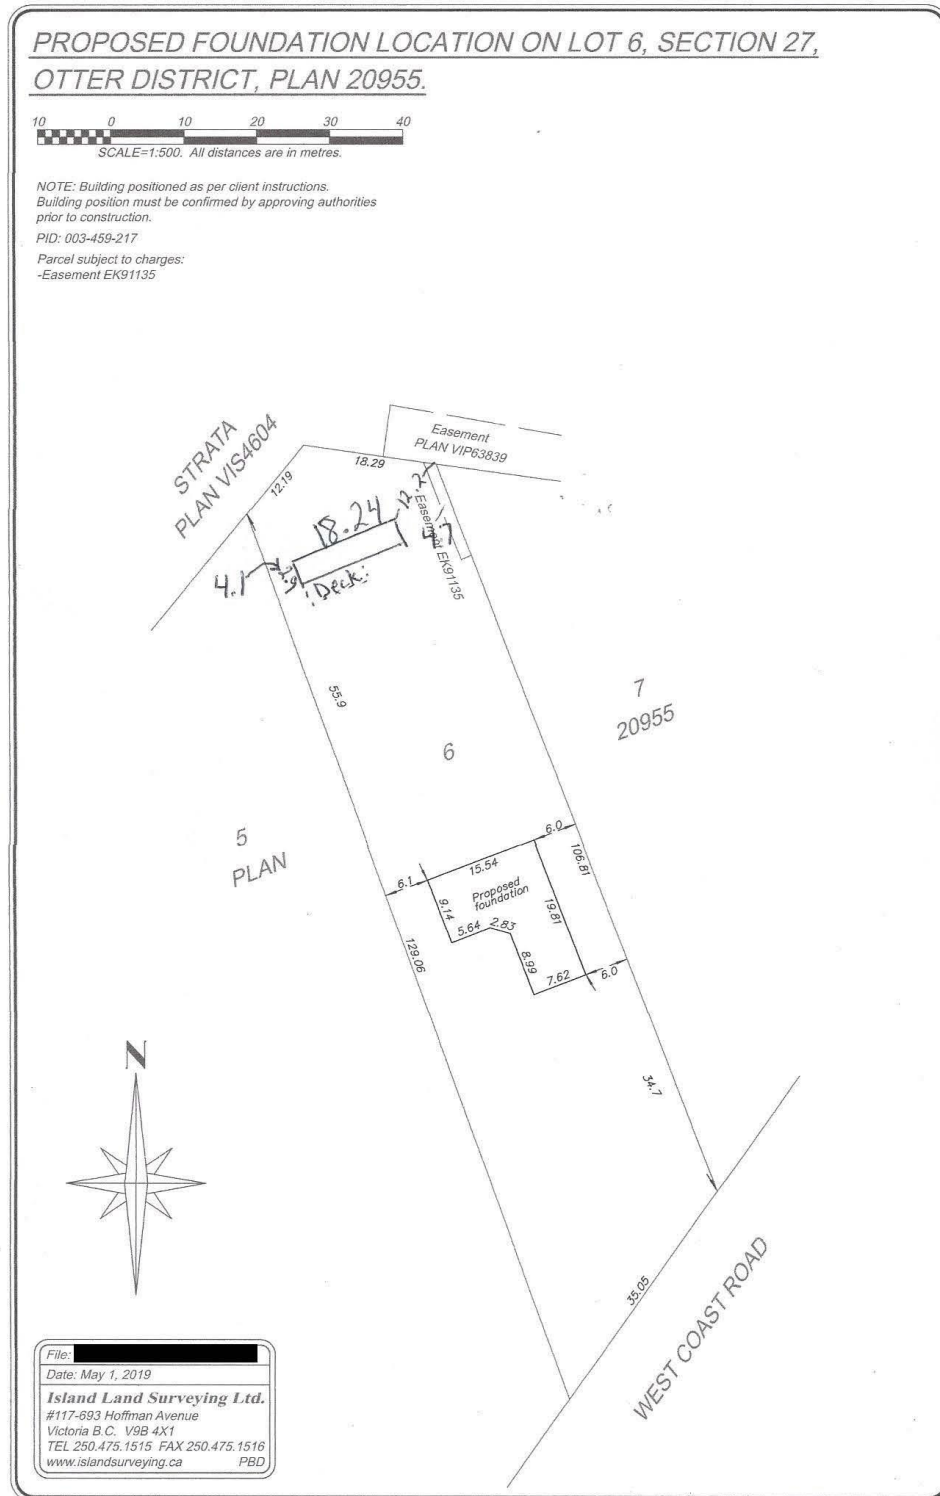 PROPOSED FOUNDATION LOCATION ON LOT 6, SECTION 27,
OTTER DISTRICT, PLAN 20955.
10 0 10 20 30 40
SCALE=1:500. All distances are in metres.
NOTE: Building positioned as per client instructions.
Building position must be confirmed by approving authorities
prior to construction.
PID: 003-459-217
Parcel subject to charges:
-Easement EK91135
STRATA
PLAN VIS4604
Easement
PLAN VIP63839
18.29
12.19
18.24
12.2
4.7
Easement EK91135
4.1
Deck
55.9
7
20955
6
5
PLAN
6.0
106.81
15.54
6.1
Proposed
foundation
9.14
19.81
5.64
2.83
8.99
7.62
6.0
129.06
34.7
N
35.05
WEST COAST ROAD
File:
Date: May 1, 2019
Island Land Surveying Ltd.
#117-693 Hoffman Avenue
Victoria B.C. V9B 4X1
TEL 250.475.1515 FAX 250.475.1516
www.islandsurveying.ca PBD